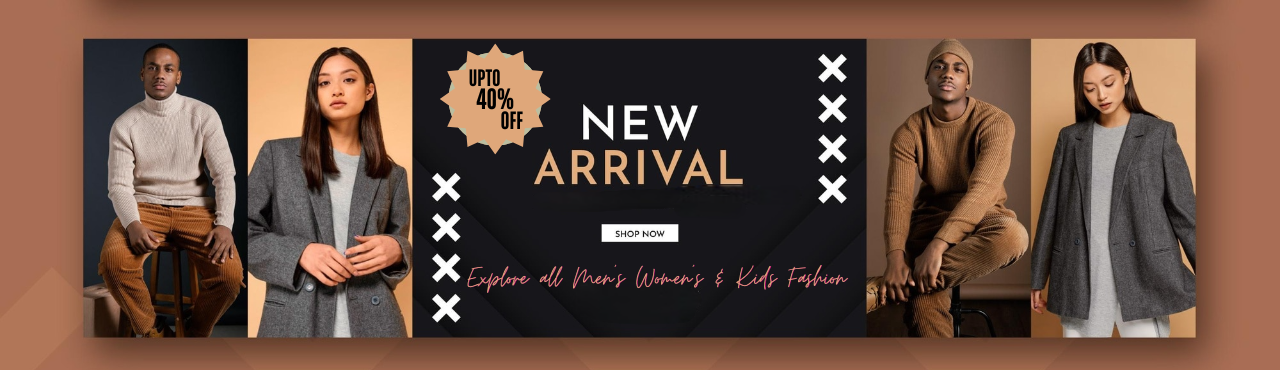 UPTO
40%
OFF
NEW
ARRIVAL
SHOP NOW
Explore all Men's Women's & Kids Fashion